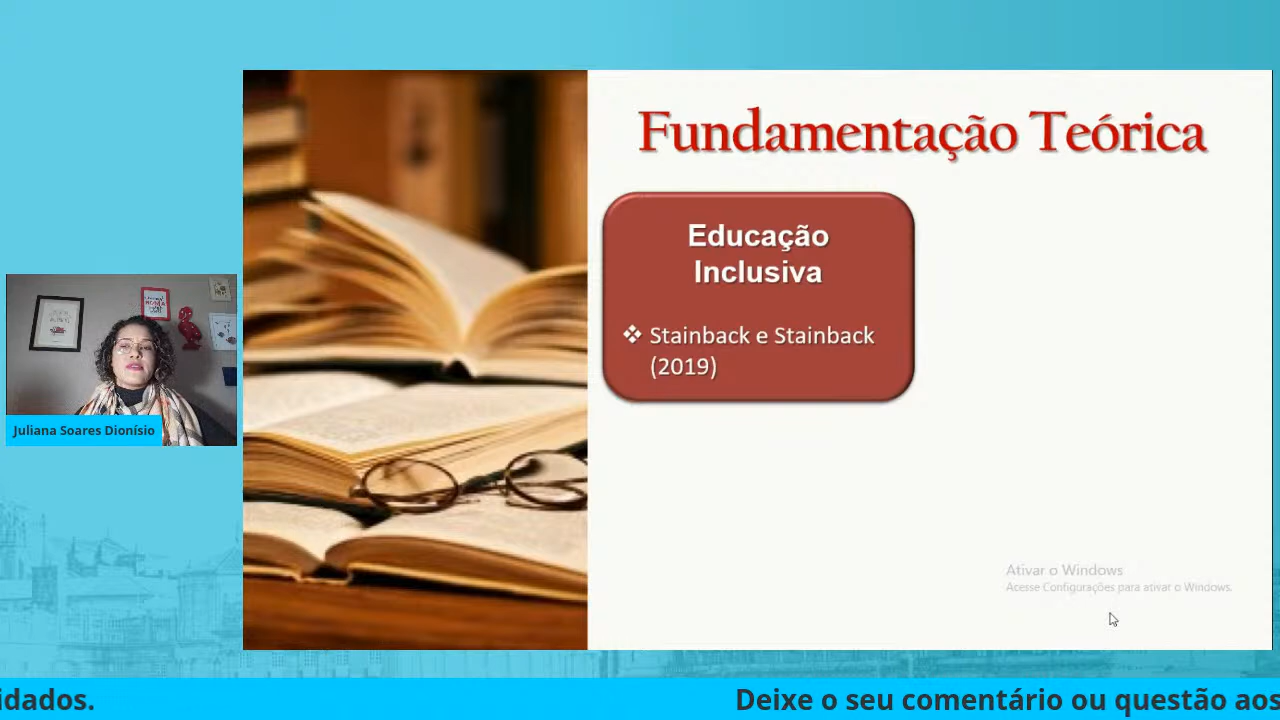 Fundamentação Teórica
Educação
Inclusiva
❖ Stainback e Stainback
(2019)
Juliana Soares Dionísio
Ativar o Windows
Acesse Configurações para ativar o Windows.
idados.
Deixe o seu comentário ou questão aos